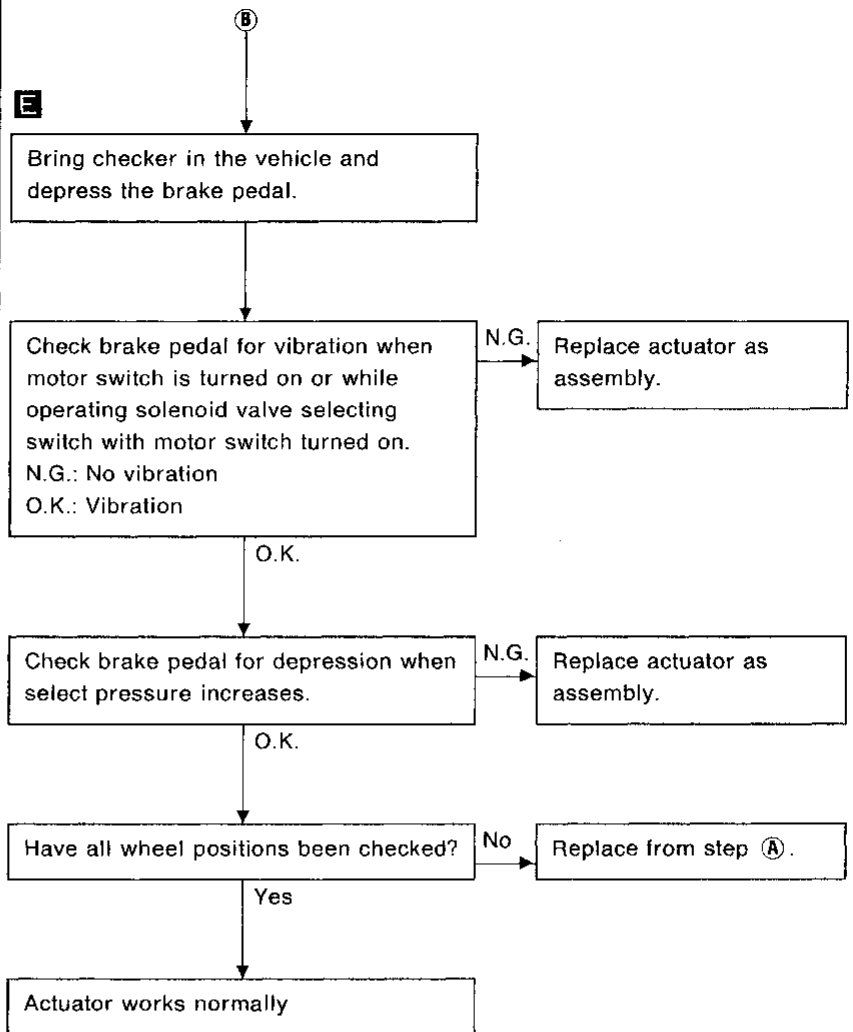 B
E
Bring checker in the vehicle and
depress the brake pedal.
Check brake pedal for vibration when
motor switch is turned on or while
operating solenoid valve selecting
switch with motor switch turned on.
N.G.: No vibration
O.K.: Vibration
N.G.
Replace actuator as
assembly.
O.K.
Check brake pedal for depression when
select pressure increases.
N.G.
Replace actuator as
assembly.
O.K.
Have all wheel positions been checked?
No
Replace from step Ⓐ.
Yes
Actuator works normally